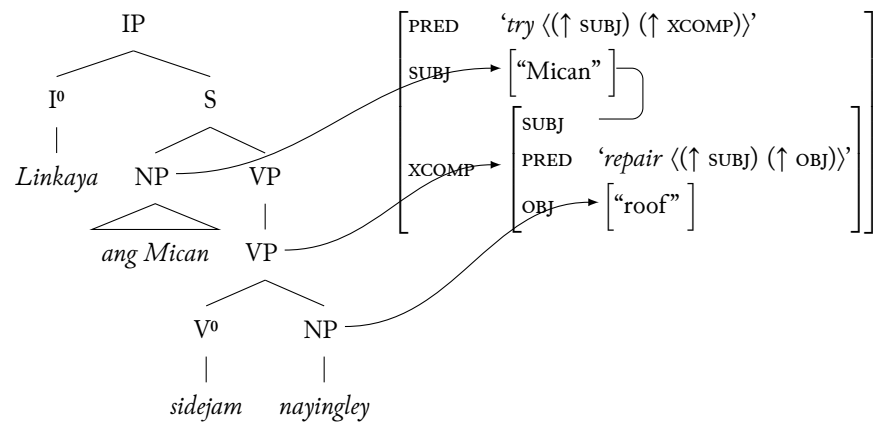 IP
I⁰ S
Linkaya NP VP
ang Mican VP
V⁰ NP
sidejam nayingley
PRED ‘try ⟨(↑ SUBJ) (↑ XCOMP)⟩’
SUBJ [“Mican”]
SUBJ
XCOMP PRED ‘repair ⟨(↑ SUBJ) (↑ OBJ)⟩’
OBJ [“roof”]